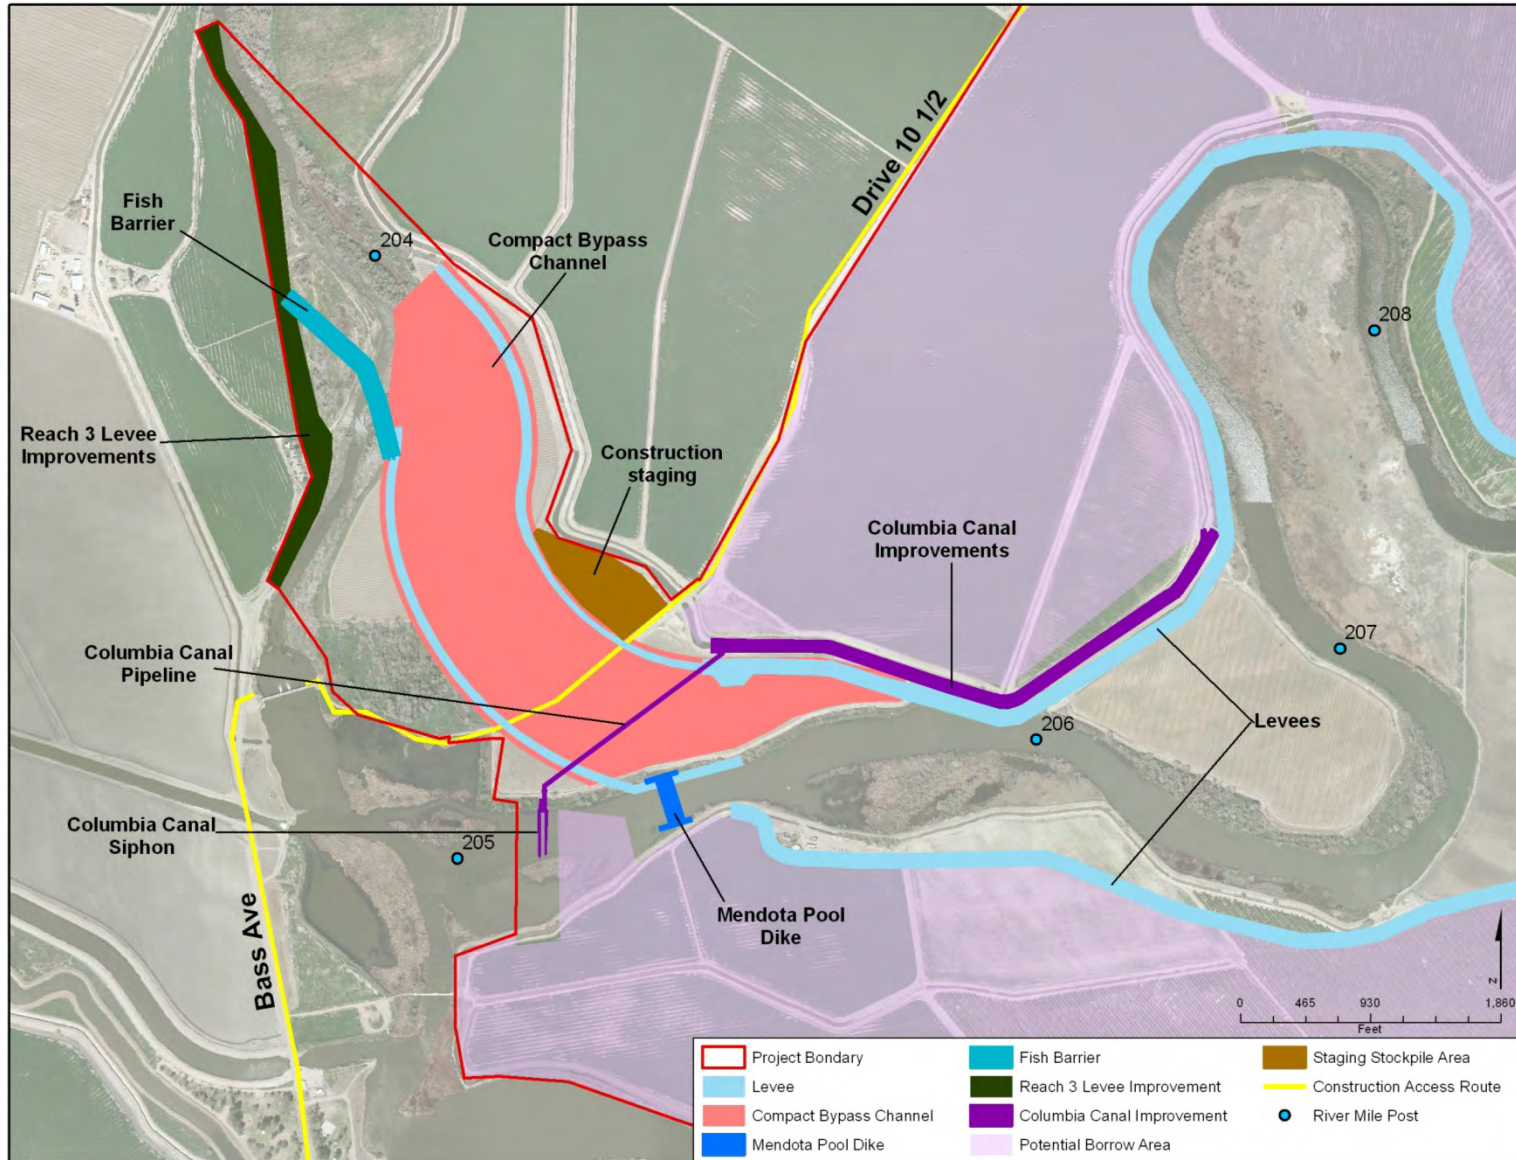 Drive 10 1/2
Fish
Barrier
204
Compact Bypass
Channel
208
Reach 3 Levee
Improvements
Construction
staging
Columbia Canal
Improvements
207
Columbia Canal
Pipeline
206
Levees
Columbia Canal
Siphon
205
Mendota Pool
Dike
Bass Ave
N
0 465 930 1,860
Feet
Project Bondary
Levee
Compact Bypass Channel
Mendota Pool Dike
Fish Barrier
Reach 3 Levee Improvement
Columbia Canal Improvement
Potential Borrow Area
Staging Stockpile Area
Construction Access Route
River Mile Post